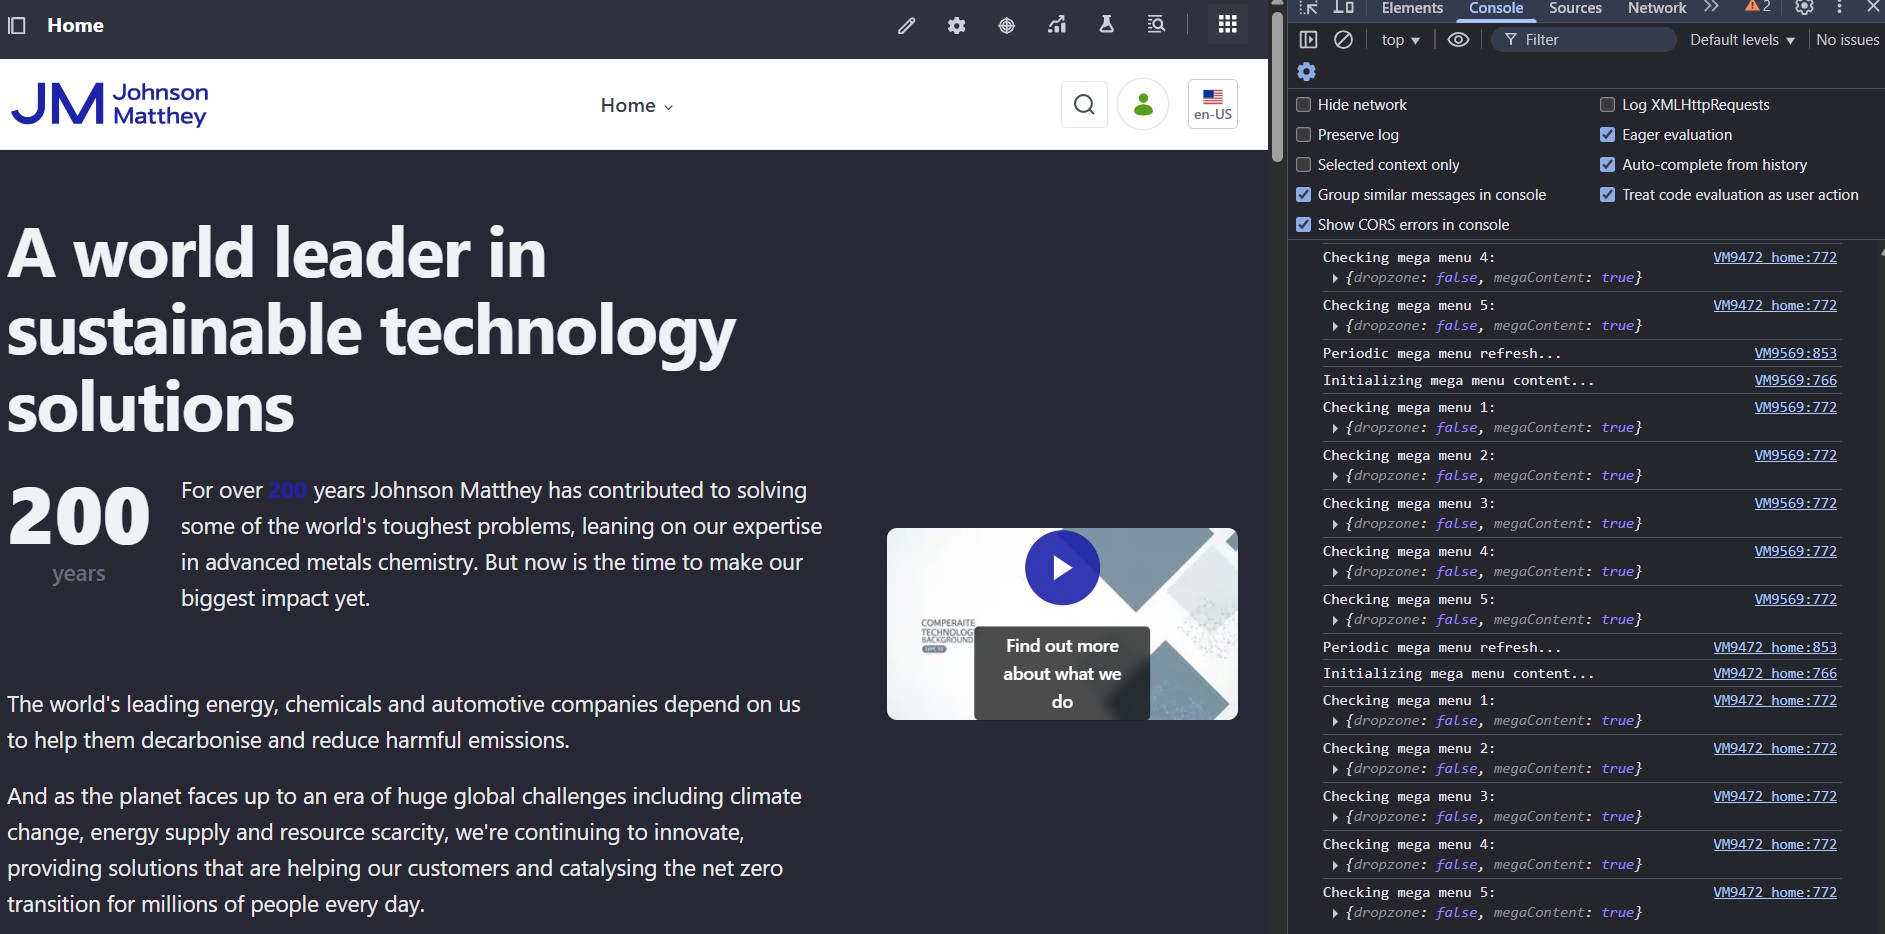 Home
Johnson
Matthey
JM
Home
en-US
A world leader in
sustainable technology
solutions
200
years
For over 200 years Johnson Matthey has contributed to solving
some of the world's toughest problems, leaning on our expertise
in advanced metals chemistry. But now is the time to make our
biggest impact yet.
COMPERAITE
TECHNOLOGY
BACKGROUND
Find out more
about what we
do
The world's leading energy, chemicals and automotive companies depend on us
to help them decarbonise and reduce harmful emissions.
And as the planet faces up to an era of huge global challenges including climate
change, energy supply and resource scarcity, we're continuing to innovate,
providing solutions that are helping our customers and catalysing the net zero
transition for millions of people every day.
Elements Console Sources Network 2
top Filter Default levels No issues
Hide network Log XMLHttpRequests
Preserve log Eager evaluation
Selected context only Auto-complete from history
Group similar messages in console Treat code evaluation as user action
Show CORS errors in console
Checking mega menu 4: VM9472 home:772
{dropzone: false, megaContent: true}
Checking mega menu 5: VM9472 home:772
{dropzone: false, megaContent: true}
Periodic mega menu refresh... VM9569:853
Initializing mega menu content... VM9569:766
Checking mega menu 1: VM9569:772
{dropzone: false, megaContent: true}
Checking mega menu 2: VM9569:772
{dropzone: false, megaContent: true}
Checking mega menu 3: VM9569:772
{dropzone: false, megaContent: true}
Checking mega menu 4: VM9569:772
{dropzone: false, megaContent: true}
Checking mega menu 5: VM9569:772
{dropzone: false, megaContent: true}
Periodic mega menu refresh... VM9472 home:853
Initializing mega menu content... VM9472 home:766
Checking mega menu 1: VM9472 home:772
{dropzone: false, megaContent: true}
Checking mega menu 2: VM9472 home:772
{dropzone: false, megaContent: true}
Checking mega menu 3: VM9472 home:772
{dropzone: false, megaContent: true}
Checking mega menu 4: VM9472 home:772
{dropzone: false, megaContent: true}
Checking mega menu 5: VM9472 home:772
{dropzone: false, megaContent: true}